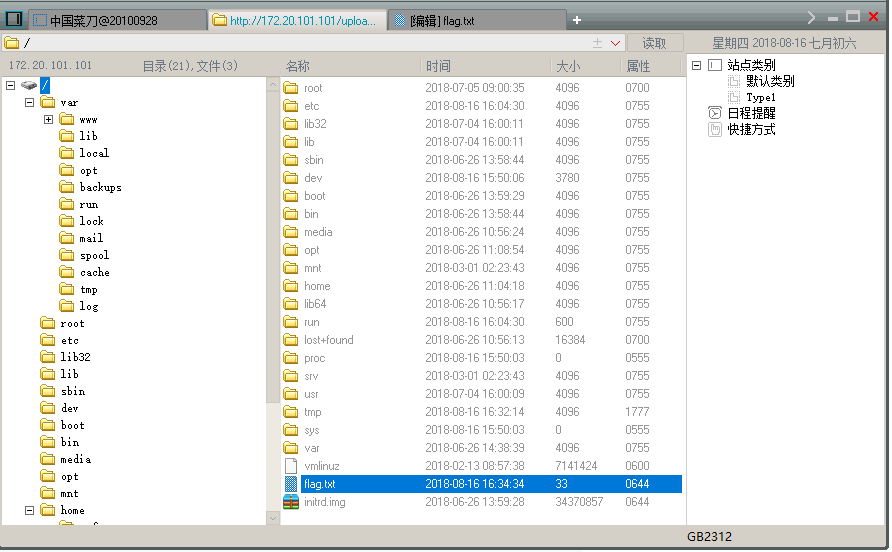 中国菜刀@20100928 http://172.20.101.101/uploa... [编辑] flag.txt +
/ 读取 星期四 2018-08-16 七月初六
172.20.101.101 目录(21),文件(3) 名称 时间 大小 属性
/
var
www
lib
local
opt
backups
run
lock
mail
spool
cache
tmp
log
root
etc
lib32
lib
sbin
dev
boot
bin
media
opt
mnt
home
root 2018-07-05 09:00:35 4096 0700
etc 2018-08-16 16:04:30 4096 0755
lib32 2018-07-04 16:00:11 4096 0755
lib 2018-07-04 16:00:11 4096 0755
sbin 2018-06-26 13:58:44 4096 0755
dev 2018-08-16 15:50:06 3780 0755
boot 2018-06-26 13:59:29 4096 0755
bin 2018-06-26 13:58:44 4096 0755
media 2018-06-26 10:56:24 4096 0755
opt 2018-06-26 11:08:54 4096 0755
mnt 2018-03-01 02:23:43 4096 0755
home 2018-06-26 11:04:18 4096 0755
lib64 2018-06-26 10:56:17 4096 0755
run 2018-08-16 16:04:30 600 0755
lost+found 2018-06-26 10:56:13 16384 0700
proc 2018-08-16 15:50:03 0 0555
srv 2018-03-01 02:23:43 4096 0755
usr 2018-07-04 16:00:09 4096 0755
tmp 2018-08-16 16:32:14 4096 1777
sys 2018-08-16 15:50:03 0 0555
var 2018-06-26 14:38:39 4096 0755
vmlinuz 2018-02-13 08:57:38 7141424 0600
flag.txt 2018-08-16 16:34:34 33 0644
initrd.img 2018-06-26 13:59:28 34370857 0644
站点类别
默认类别
Type1
日程提醒
快捷方式
GB2312